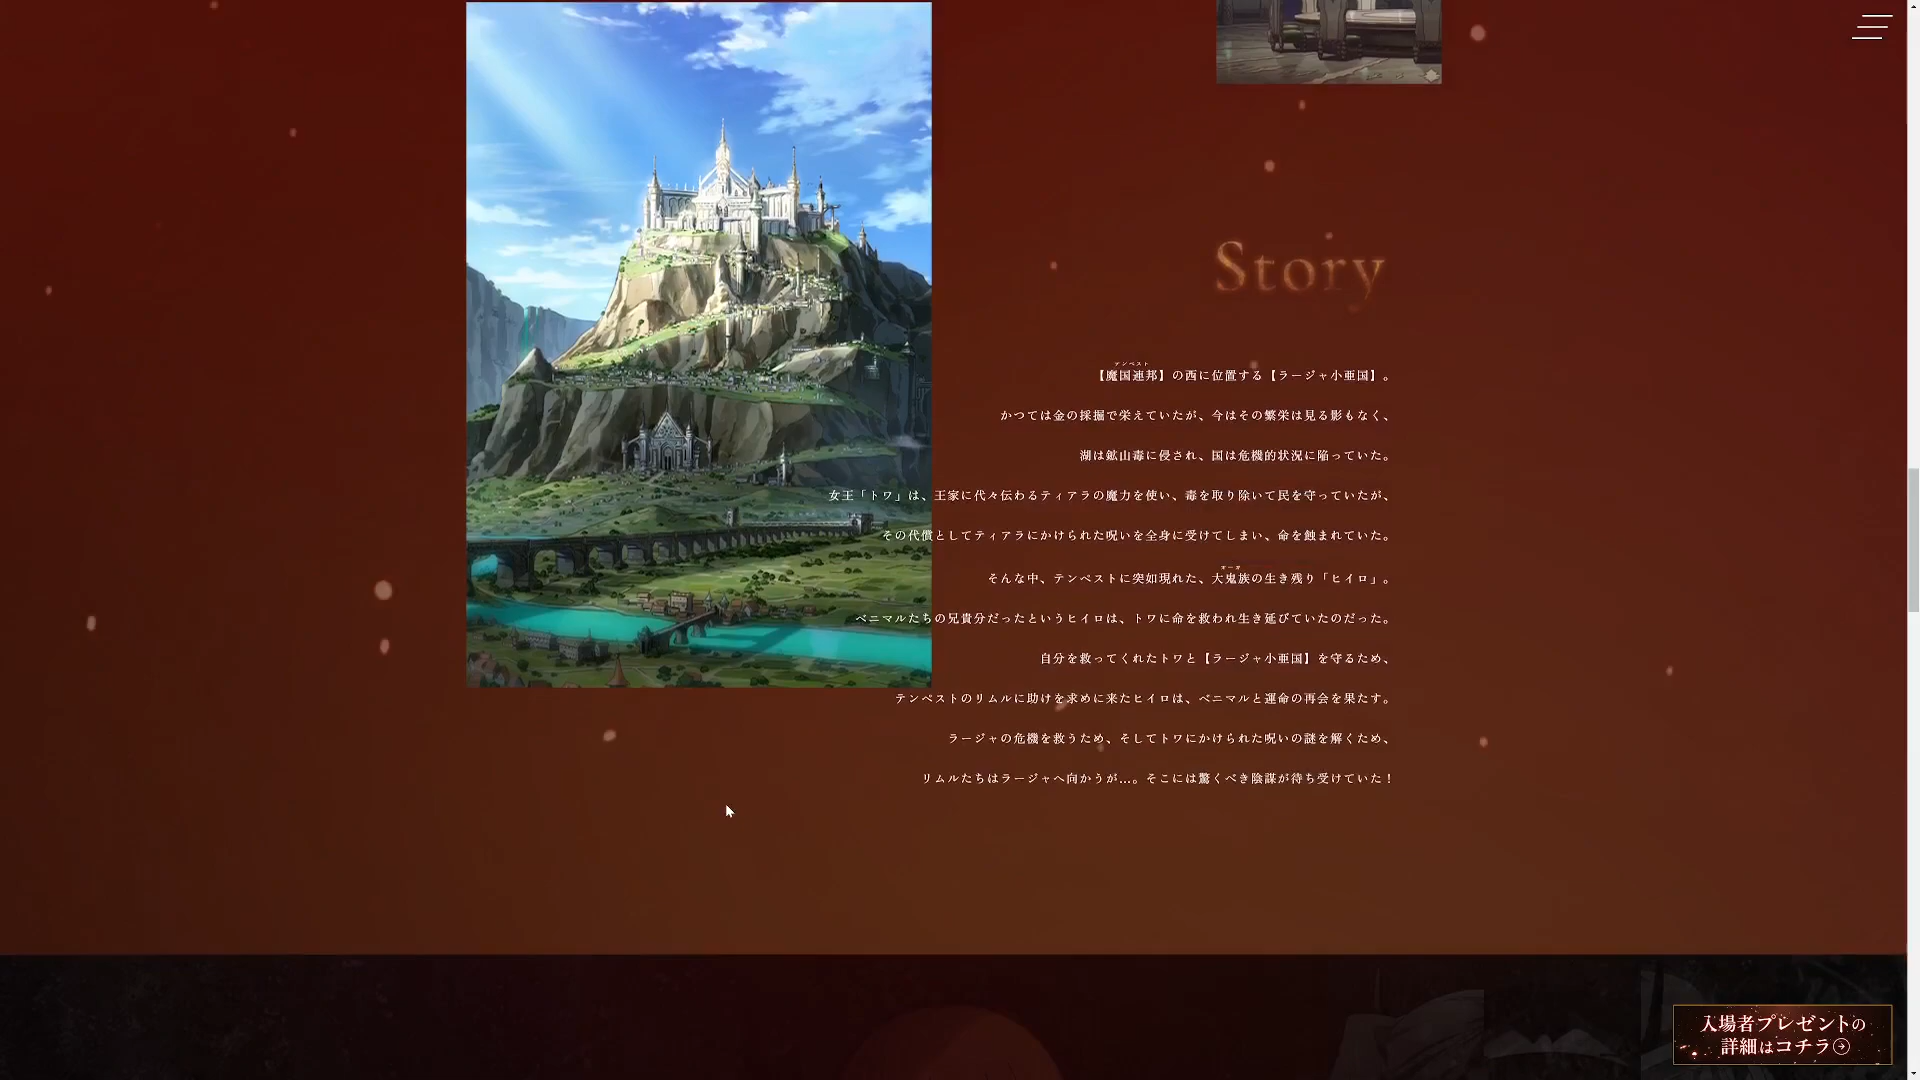 Story
テンペスト
【魔国連邦】の西に位置する【ラージャ小亜国】。
かつては金の採掘で栄えていたが、今はその繁栄は見る影もなく、
湖は鉱山毒に侵され、国は危機的状況に陥っていた。
女王「トワ」は、王家に代々伝わるティアラの魔力を使い、毒を取り除いて民を守っていたが、
その代償としてティアラにかけられた呪いを全身に受けてしまい、命を蝕まれていた。
オーガ
そんな中、テンペストに突如現れた、大鬼族の生き残り「ヒイロ」。
ベニマルたちの兄貴分だったというヒイロは、トワに命を救われ生き延びていたのだった。
自分を救ってくれたトワと【ラージャ小亜国】を守るため、
テンペストのリムルに助けを求めに来たヒイロは、ベニマルと運命の再会を果たす。
ラージャの危機を救うため、そしてトワにかけられた呪いの謎を解くため、
リムルたちはラージャへ向かうが…。そこには驚くべき陰謀が待ち受けていた！
入場者プレゼントの
詳細はコチラ